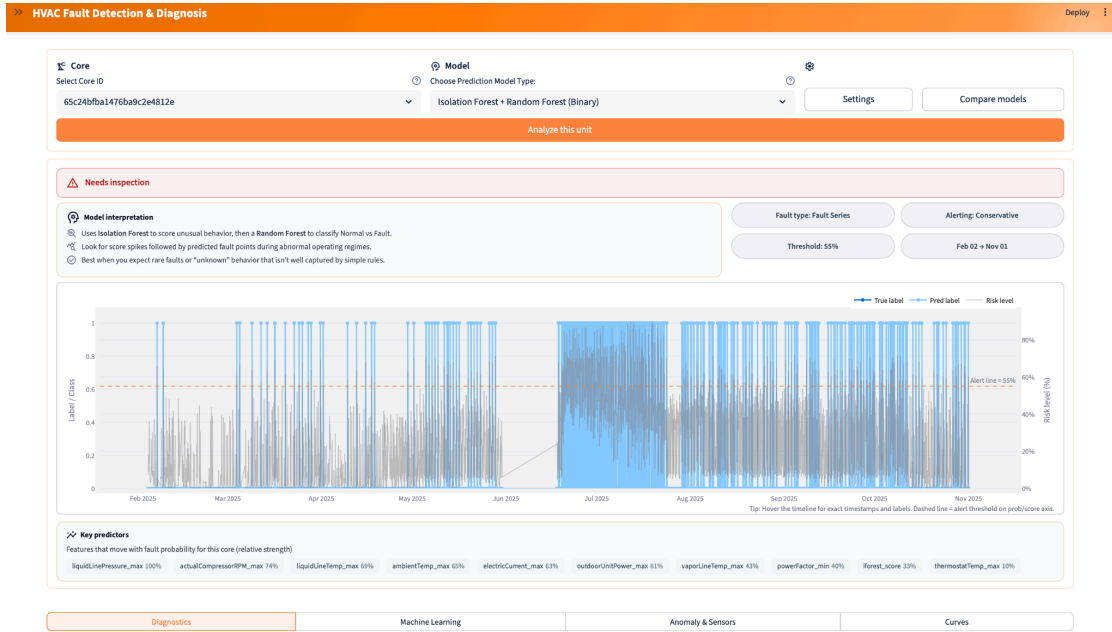 HVAC Fault Detection & Diagnosis
Deploy
Core
Select Core ID
65c24bfba1476ba9c2e4812e
Model
Choose Prediction Model Type:
Isolation Forest + Random Forest (Binary)
Settings
Compare models
Analyze this unit
Needs inspection
Model interpretation
Uses Isolation Forest to score unusual behavior, then a Random Forest to classify Normal vs Fault.
Look for score spikes followed by predicted fault points during abnormal operating regimes.
Best when you expect rare faults or "unknown" behavior that isn't well captured by simple rules.
Fault type: Fault Series
Alerting: Conservative
Threshold: 55%
Feb 02 → Nov 01
True label
Pred label
Risk level
Label / Class
1
0.8
0.6
0.4
0.2
0
80%
60%
40%
20%
0%
Risk level (%)
Alert line = 55%
Feb 2025
Mar 2025
Apr 2025
May 2025
Jun 2025
Jul 2025
Aug 2025
Sep 2025
Oct 2025
Nov 2025
Tip: Hover the timeline for exact timestamps and labels. Dashed line = alert threshold on prob/score axis.
Key predictors
Features that move with fault probability for this core (relative strength)
liquidLinePressure_max 100%
actualCompressorRPM_max 74%
liquidLineTemp_max 69%
ambientTemp_max 65%
electricCurrent_max 63%
outdoorUnitPower_max 61%
vaporLineTemp_max 43%
powerFactor_min 40%
iforest_score 33%
thermostatTemp_max 10%
Diagnostics
Machine Learning
Anomaly & Sensors
Curves